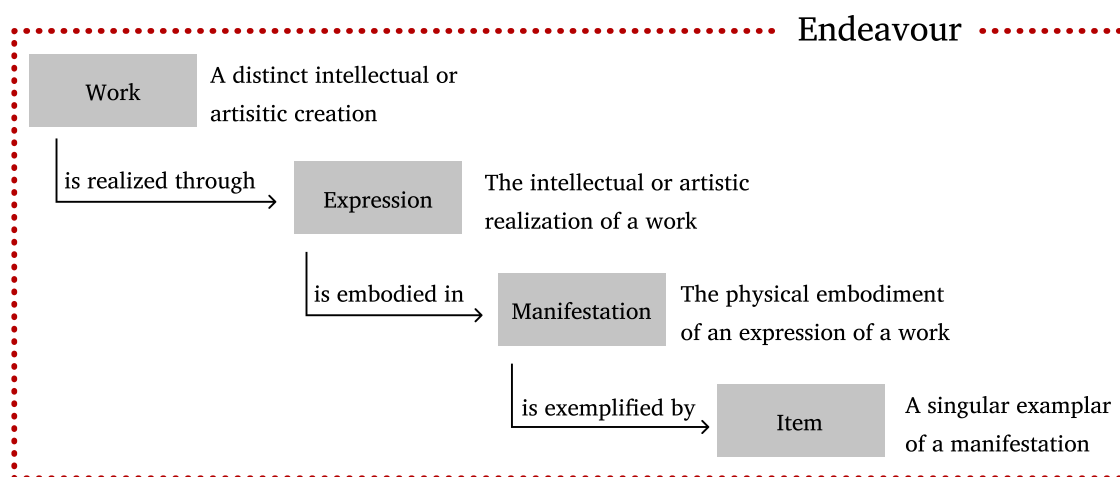 Endeavour
Work
A distinct intellectual or
artisitic creation
is realized through
Expression
The intellectual or artistic
realization of a work
is embodied in
Manifestation
The physical embodiment
of an expression of a work
is exemplified by
Item
A singular examplar
of a manifestation